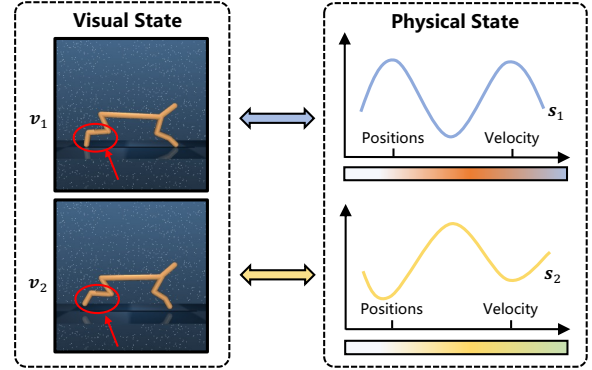 Visual State
Physical State
v₁
s₁
Positions Velocity
v₂
s₂
Positions Velocity